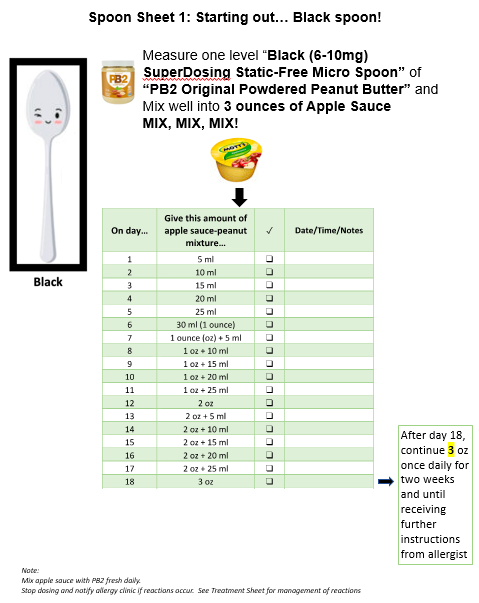 Spoon Sheet 1: Starting out… Black spoon!
Measure one level “Black (6-10mg)
SuperDosing Static-Free Micro Spoon” of
“PB2 Original Powdered Peanut Butter” and
Mix well into 3 ounces of Apple Sauce
MIX, MIX, MIX!
PB2
MOTT'S
Black
On day… Give this amount of apple sauce-peanut mixture… ✓ Date/Time/Notes
1 5 ml ❑
2 10 ml ❑
3 15 ml ❑
4 20 ml ❑
5 25 ml ❑
6 30 ml (1 ounce) ❑
7 1 ounce (oz) + 5 ml ❑
8 1 oz + 10 ml ❑
9 1 oz + 15 ml ❑
10 1 oz + 20 ml ❑
11 1 oz + 25 ml ❑
12 2 oz ❑
13 2 oz + 5 ml ❑
14 2 oz + 10 ml ❑
15 2 oz + 15 ml ❑
16 2 oz + 20 ml ❑
17 2 oz + 25 ml ❑
18 3 oz ❑
After day 18,
continue 3 oz
once daily for
two weeks
and until
receiving
further
instructions
from allergist
Note:
Mix apple sauce with PB2 fresh daily.
Stop dosing and notify allergy clinic if reactions occur. See Treatment Sheet for management of reactions